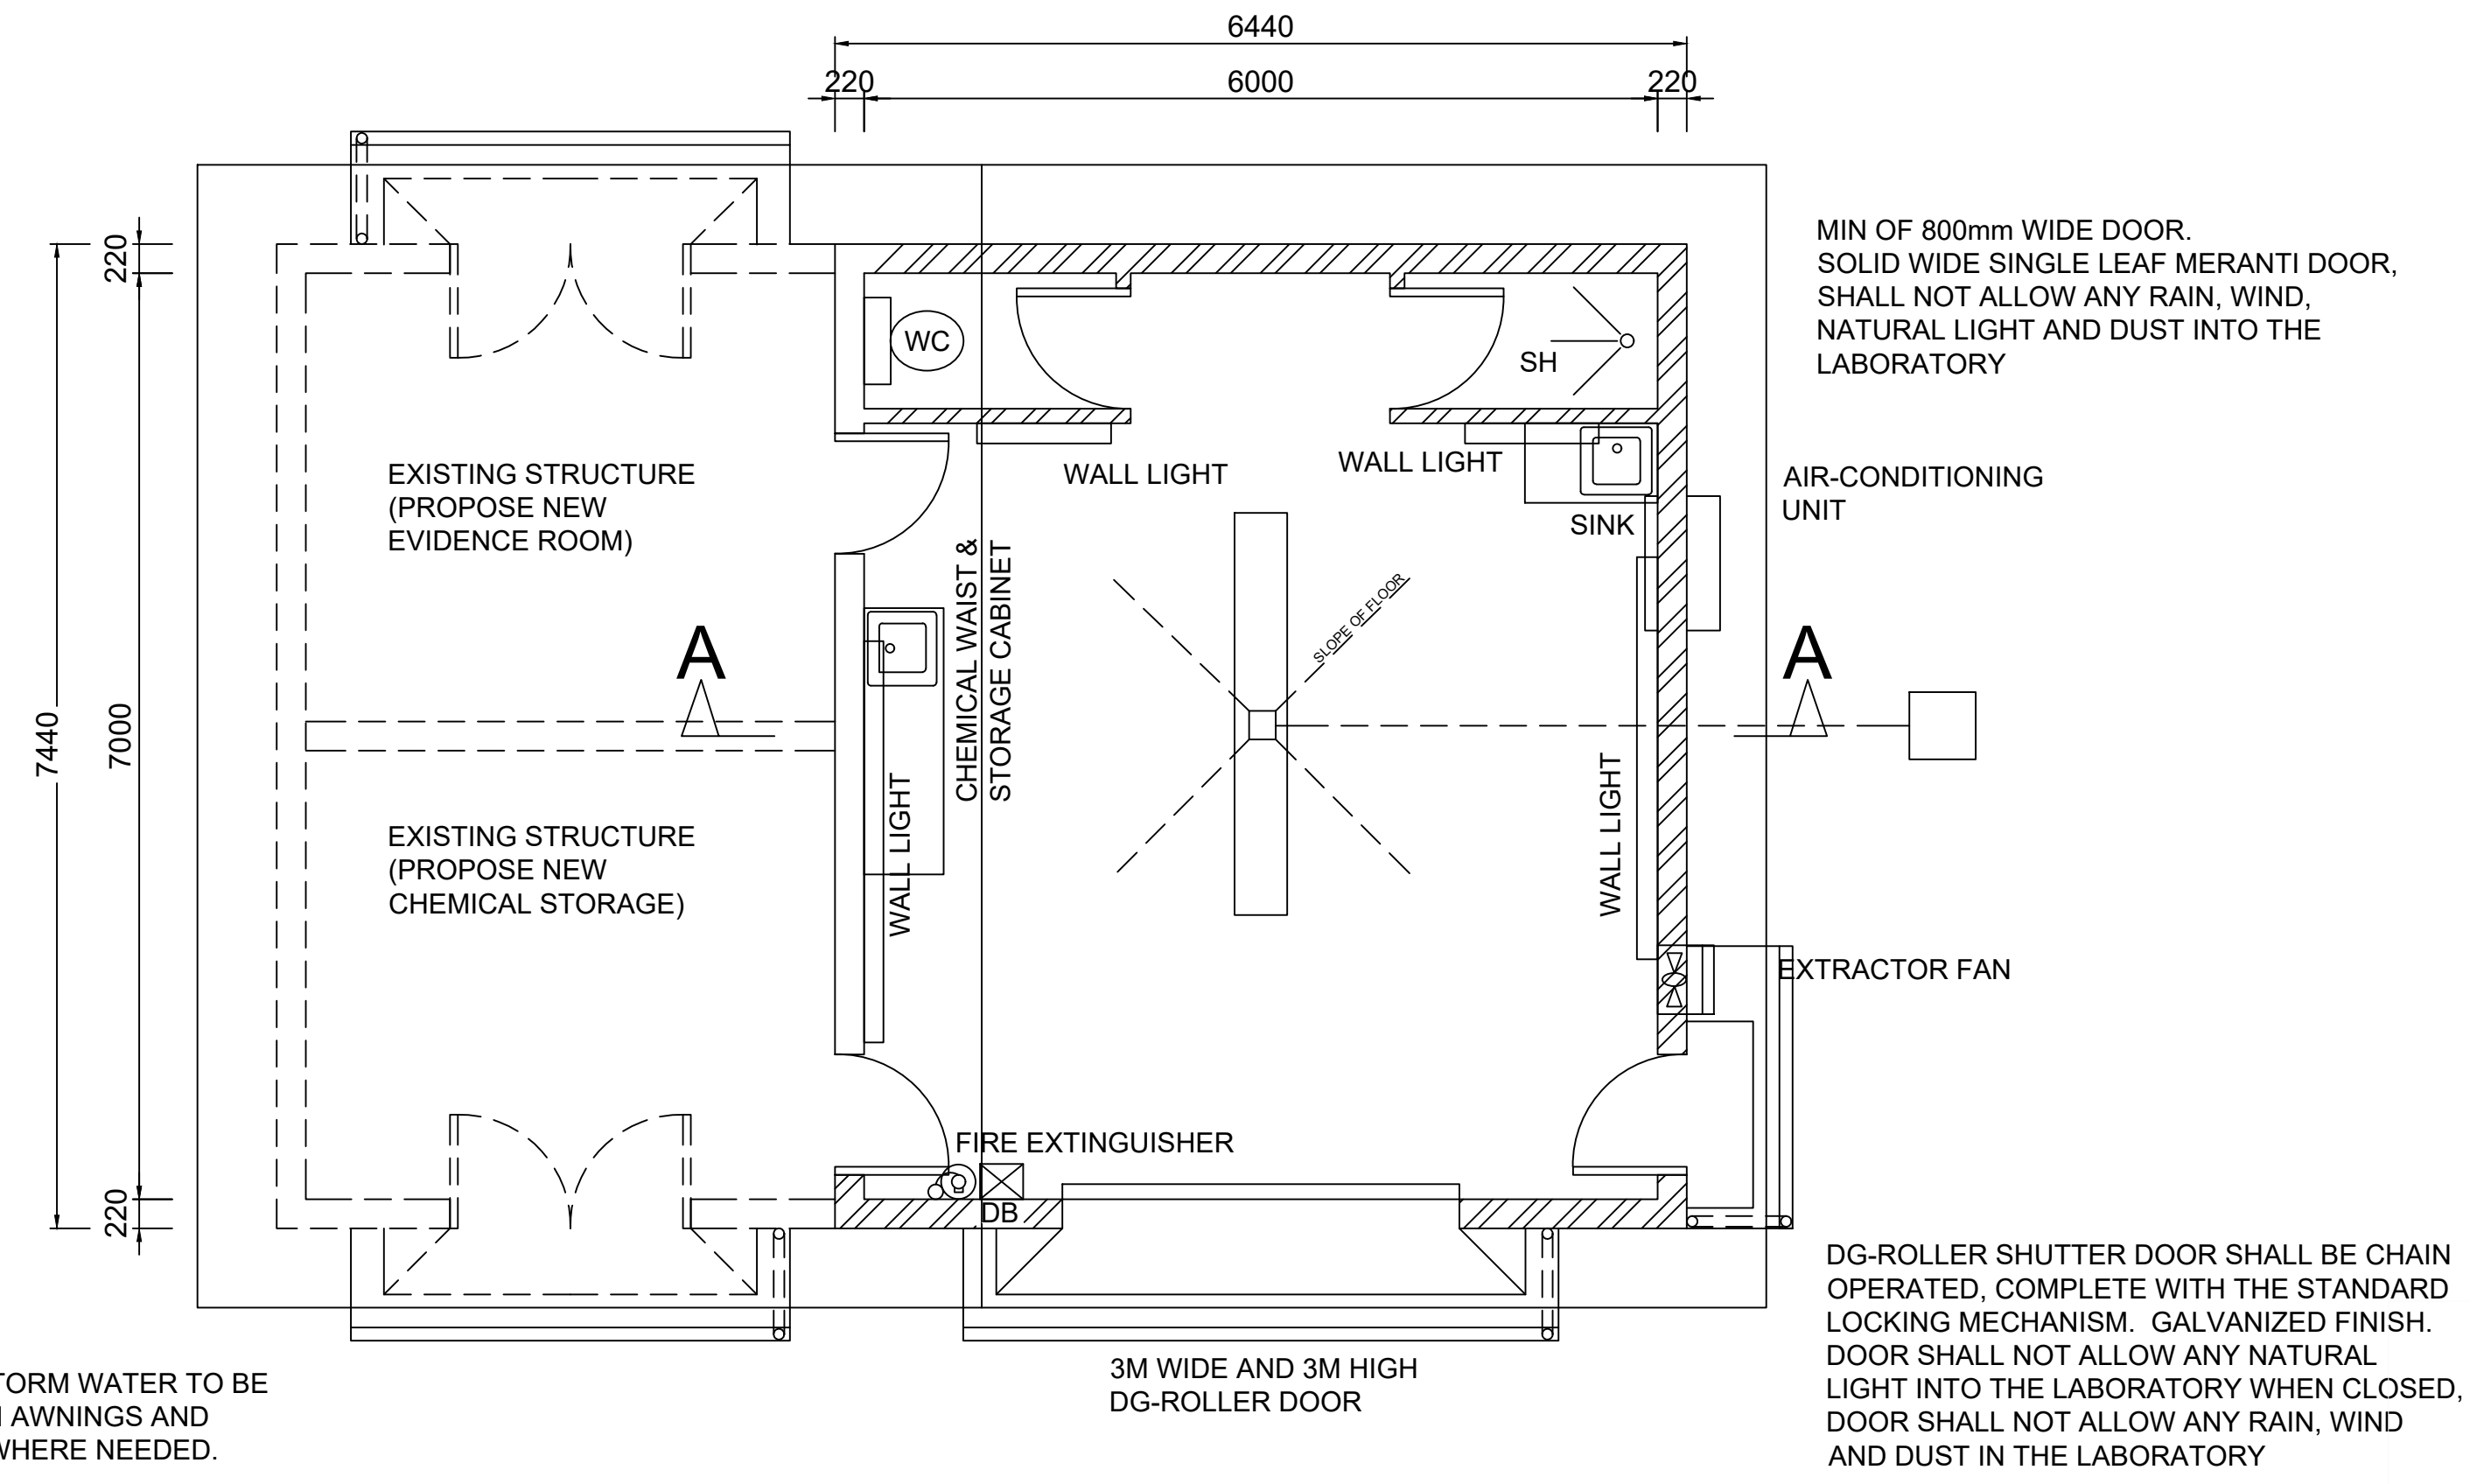 6440
220
6000
220
MIN OF 800mm WIDE DOOR.
SOLID WIDE SINGLE LEAF MERANTI DOOR,
SHALL NOT ALLOW ANY RAIN, WIND,
NATURAL LIGHT AND DUST INTO THE
LABORATORY
220
WC
SH
WALL LIGHT
WALL LIGHT
EXISTING STRUCTURE
(PROPOSE NEW
EVIDENCE ROOM)
AIR-CONDITIONING
UNIT
SINK
CHEMICAL WAIST &
STORAGE CABINET
SLOPE OF FLOOR
A
A
7440
7000
WALL LIGHT
WALL LIGHT
EXISTING STRUCTURE
(PROPOSE NEW
CHEMICAL STORAGE)
EXTRACTOR FAN
FIRE EXTINGUISHER
220
DB
DG-ROLLER SHUTTER DOOR SHALL BE CHAIN
OPERATED, COMPLETE WITH THE STANDARD
LOCKING MECHANISM. GALVANIZED FINISH.
DOOR SHALL NOT ALLOW ANY NATURAL
LIGHT INTO THE LABORATORY WHEN CLOSED,
DOOR SHALL NOT ALLOW ANY RAIN, WIND
AND DUST IN THE LABORATORY
3M WIDE AND 3M HIGH
DG-ROLLER DOOR
TORM WATER TO BE
AWNINGS AND
WHERE NEEDED.